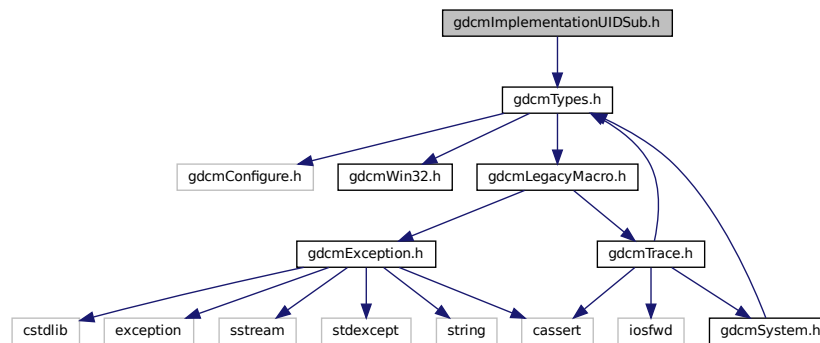 gdcmImplementationUIDSub.h
gdcmTypes.h
gdcmConfigure.h
gdcmWin32.h
gdcmLegacyMacro.h
gdcmException.h
gdcmTrace.h
cstdlib
exception
sstream
stdexcept
string
cassert
iosfwd
gdcmSystem.h